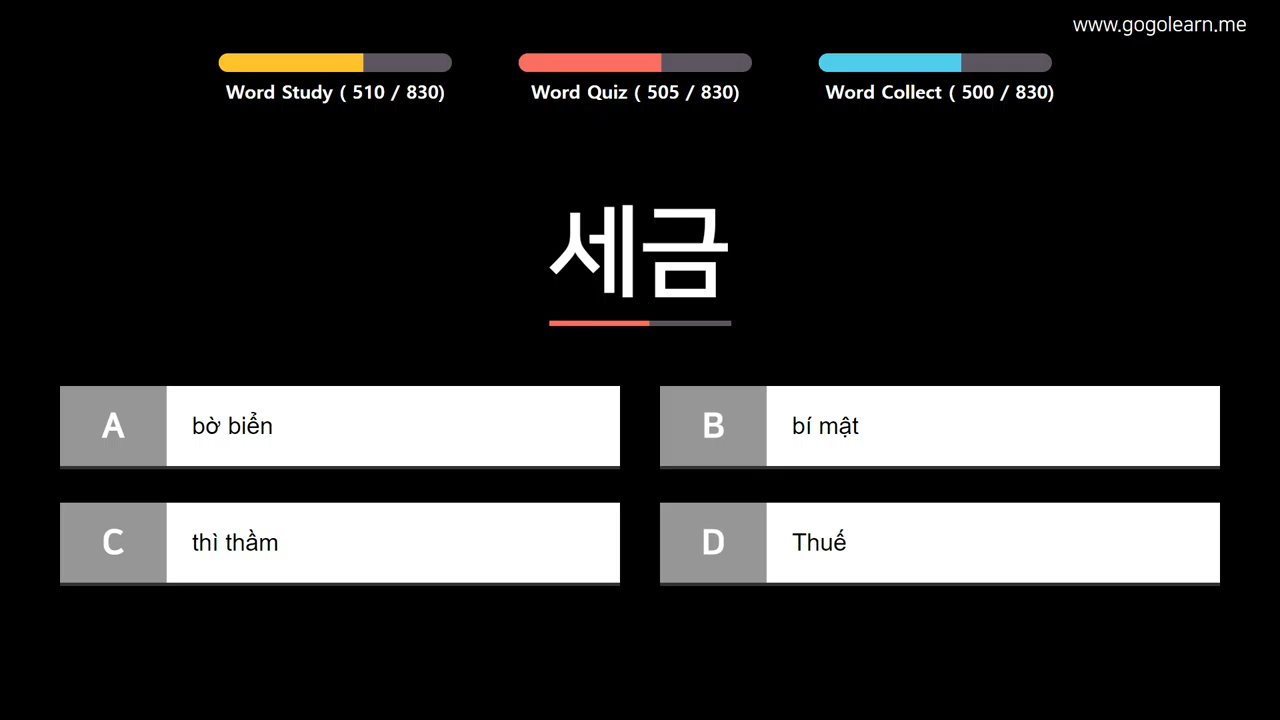 www.gogolearn.me
Word Study ( 510 / 830)
Word Quiz ( 505 / 830)
Word Collect ( 500 / 830)
세금
A bờ biển
B bí mật
C thì thầm
D Thuế